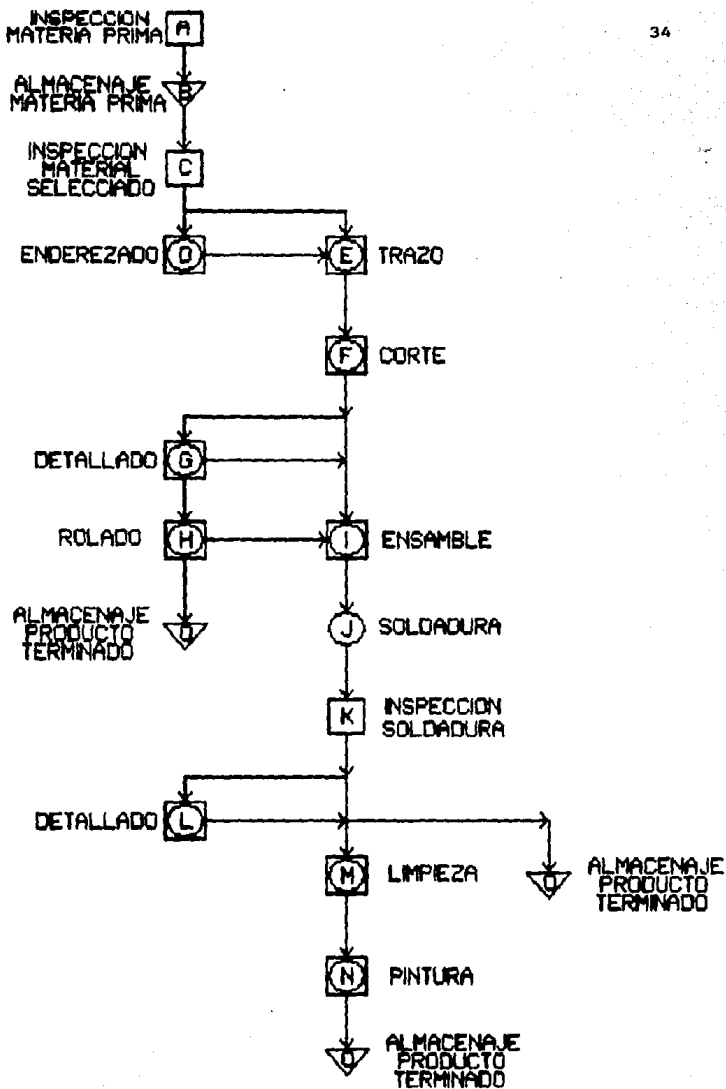 34
INSPECCION
MATERIA PRIMA
A
ALMACENAJE
MATERIA PRIMA
B
INSPECCION
MATERIAL
SELECCIADO
C
ENDEREZADO
D
E
TRAZO
F
CORTE
DETALLADO
G
ROLADO
H
I
ENSAMBLE
ALMACENAJE
PRODUCTO
TERMINADO
O
J
SOLDADURA
K
INSPECCION
SOLDADURA
DETALLADO
L
M
LIMPIEZA
O
ALMACENAJE
PRODUCTO
TERMINADO
N
PINTURA
O
ALMACENAJE
PRODUCTO
TERMINADO